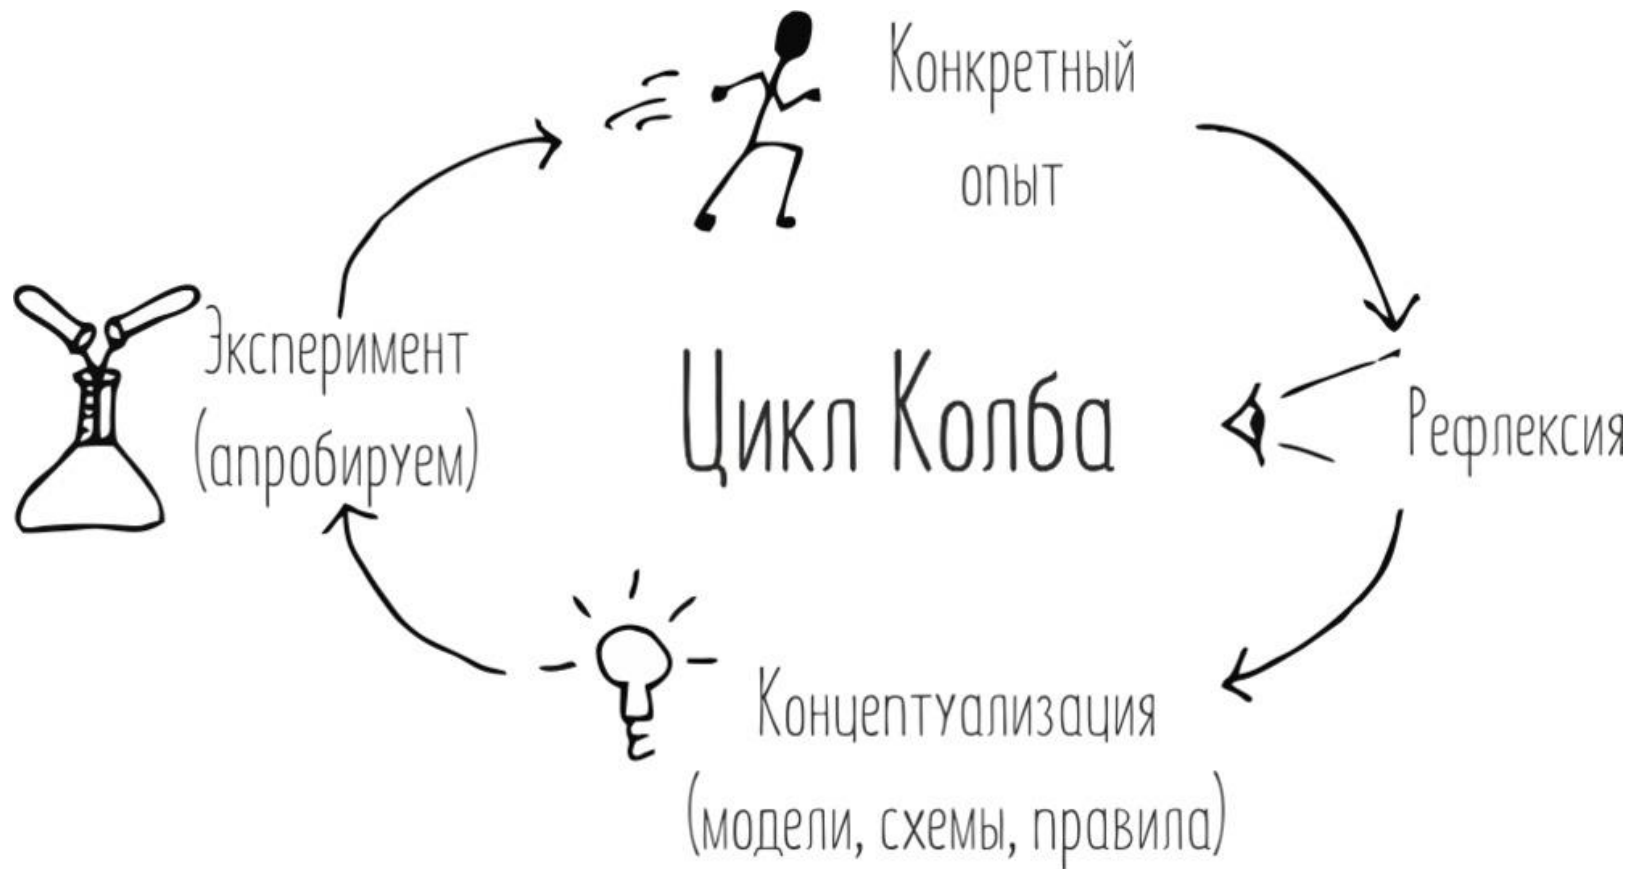 Конкретный
опыт
Эксперимент
(апробируем)
Цикл Колба
Рефлексия
Концептуализация
(модели, схемы, правила)